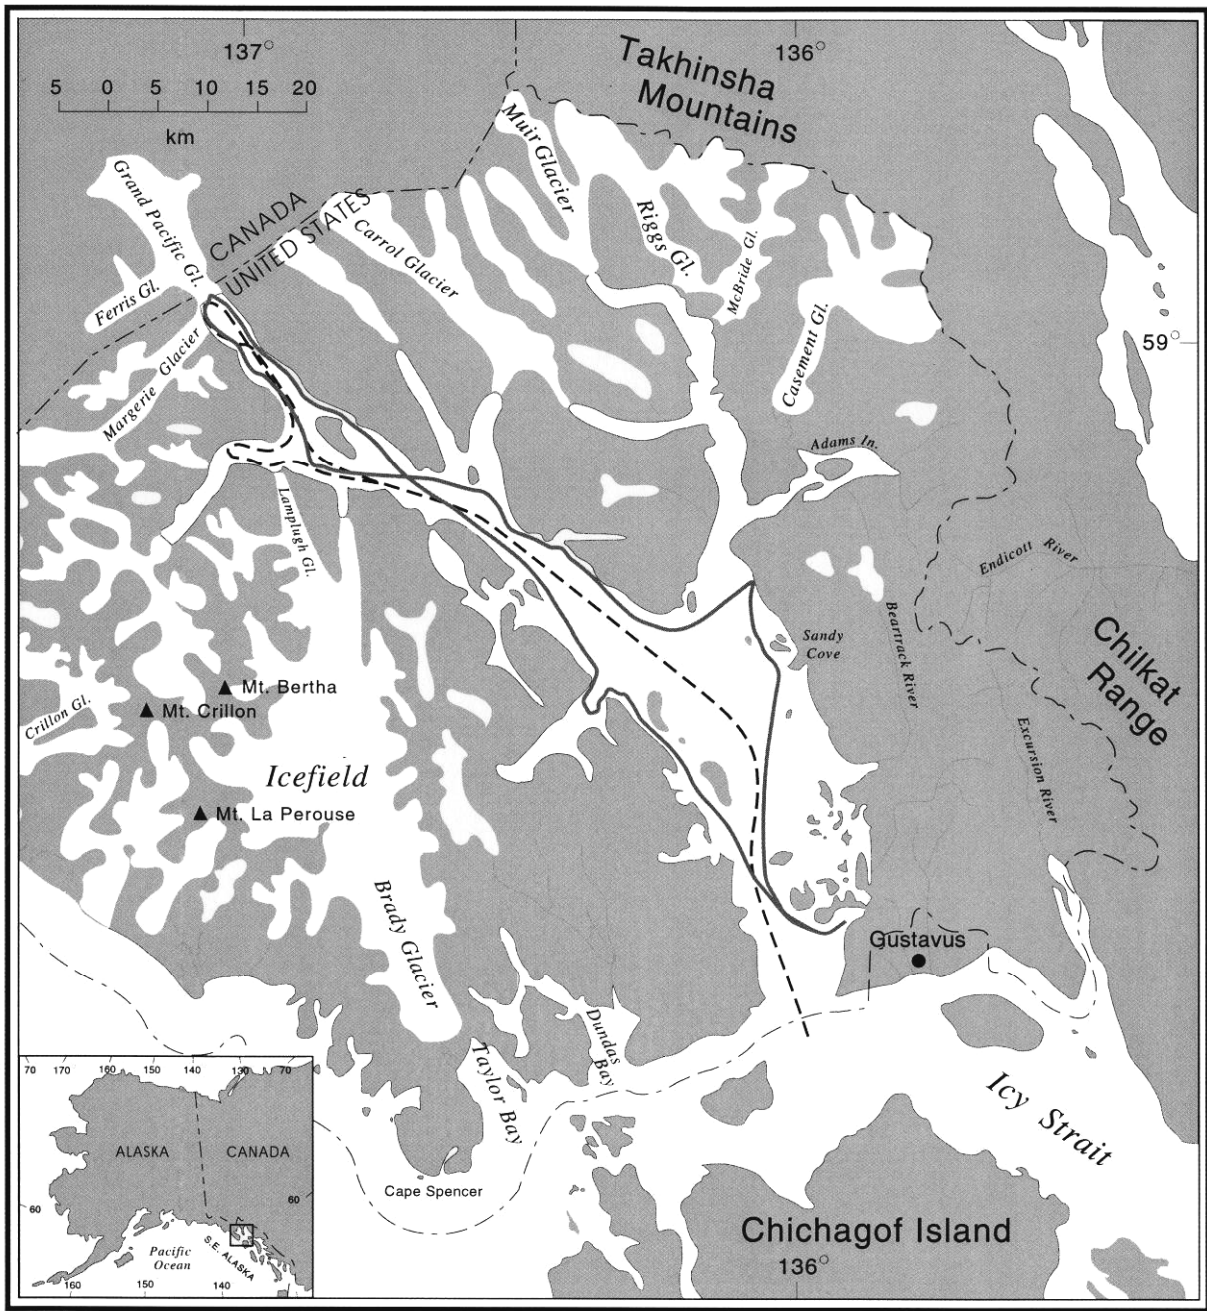 137°
136°
Takhinsha
Mountains
5 0 5 10 15 20
km
Muir Glacier
Grand Pacific Gl.
CANADA
UNITED STATES
Carrol Glacier
Riggs Gl.
McBride Gl.
Ferris Gl.
Casement Gl.
59°
Margerie Glacier
Adams In.
Lamplugh Gl.
Endicott River
Beartrack River
Sandy
Cove
Chilkat
Range
Mt. Bertha
Crillon Gl.
Mt. Crillon
Excursion River
Icefield
Mt. La Perouse
Brady Glacier
Gustavus
Dundas
Bay
Taylor Bay
Icy Strait
Cape Spencer
Chichagof Island
136°
70 170 160 150 140 130 70
ALASKA
CANADA
60
60
Pacific
Ocean
S.E. ALASKA
160
150
140